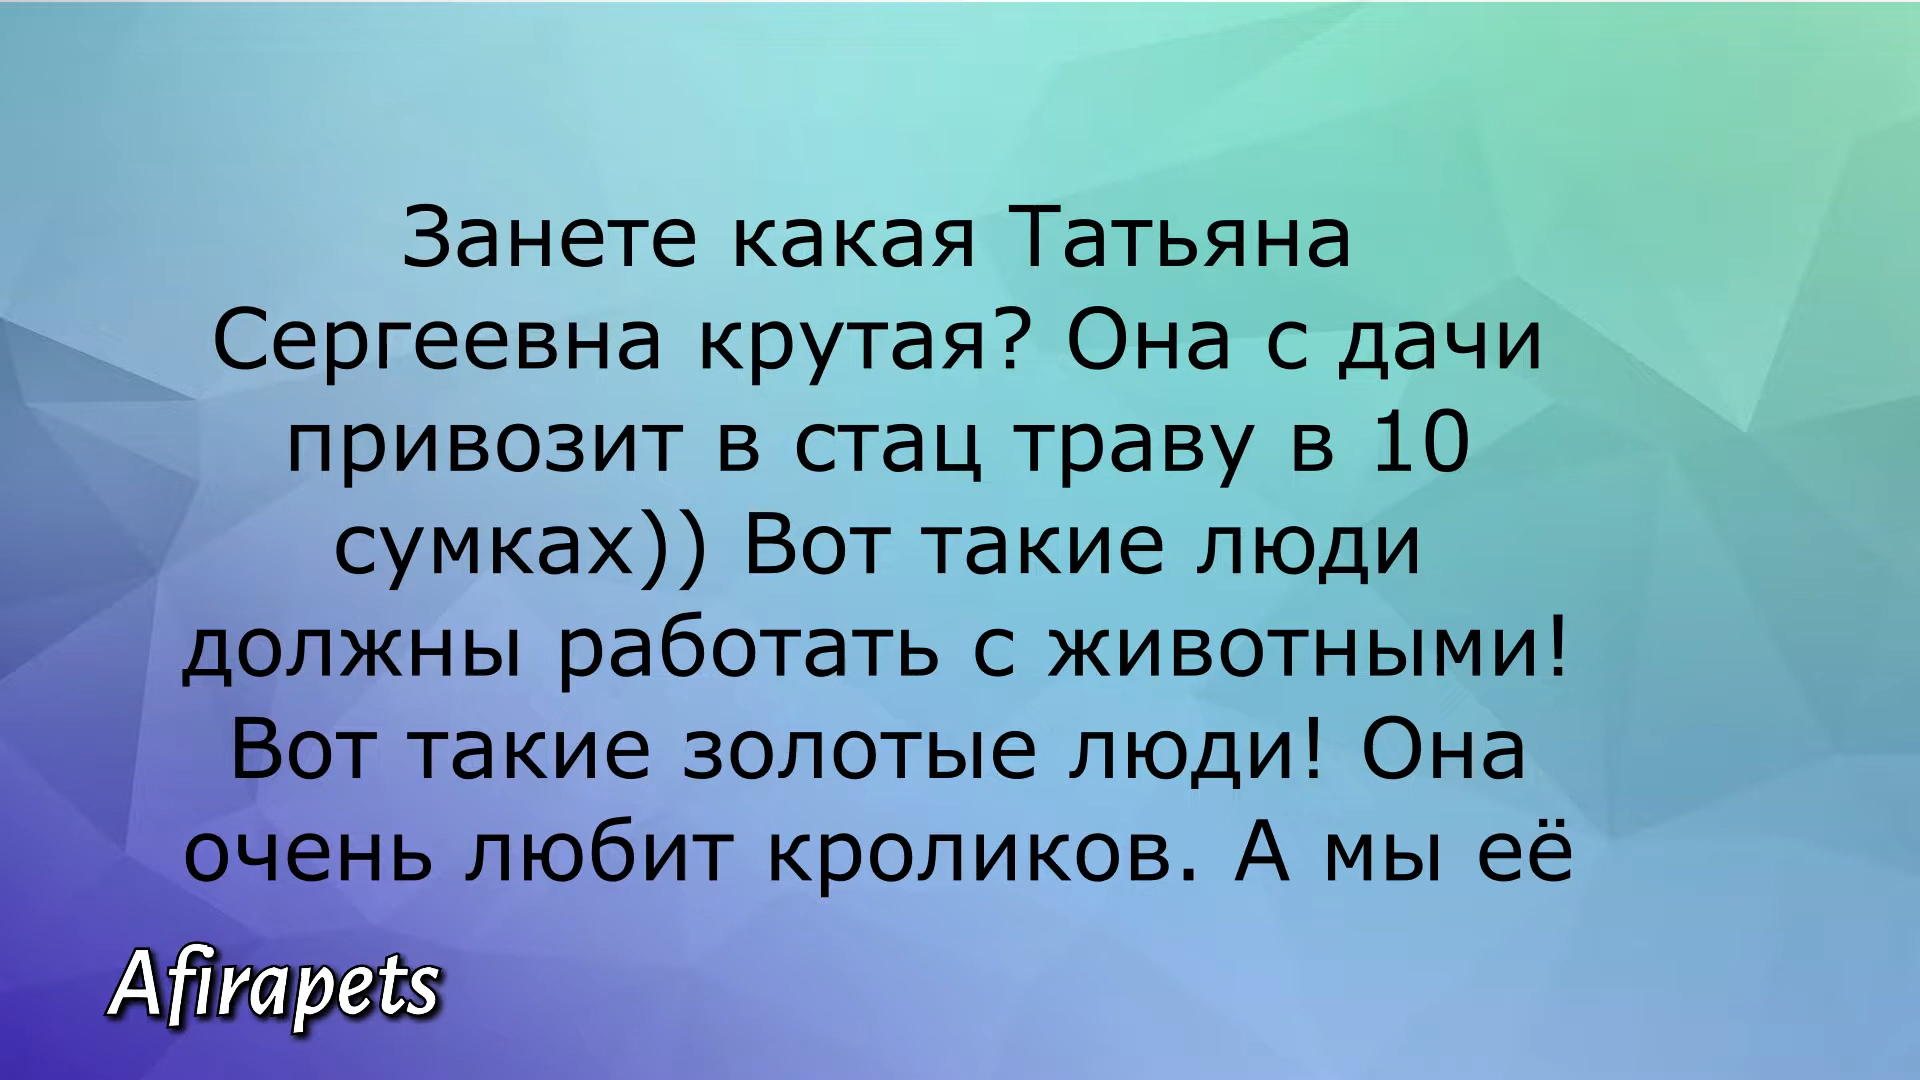 Занете какая Татьяна
Сергеевна крутая? Она с дачи
привозит в стац траву в 10
сумках)) Вот такие люди
должны работать с животными!
Вот такие золотые люди! Она
очень любит кроликов. А мы её
Afirapets